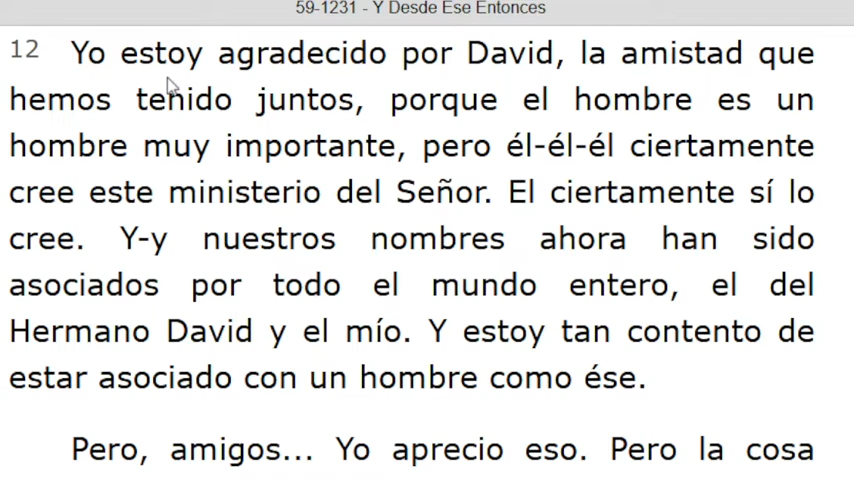 59-1231 - Y Desde Ese Entonces
12 Yo estoy agradecido por David, la amistad que
hemos tenido juntos, porque el hombre es un
hombre muy importante, pero él-él-él ciertamente
cree este ministerio del Señor. El ciertamente sí lo
cree. Y-y nuestros nombres ahora han sido
asociados por todo el mundo entero, el del
Hermano David y el mío. Y estoy tan contento de
estar asociado con un hombre como ése.
Pero, amigos... Yo aprecio eso. Pero la cosa